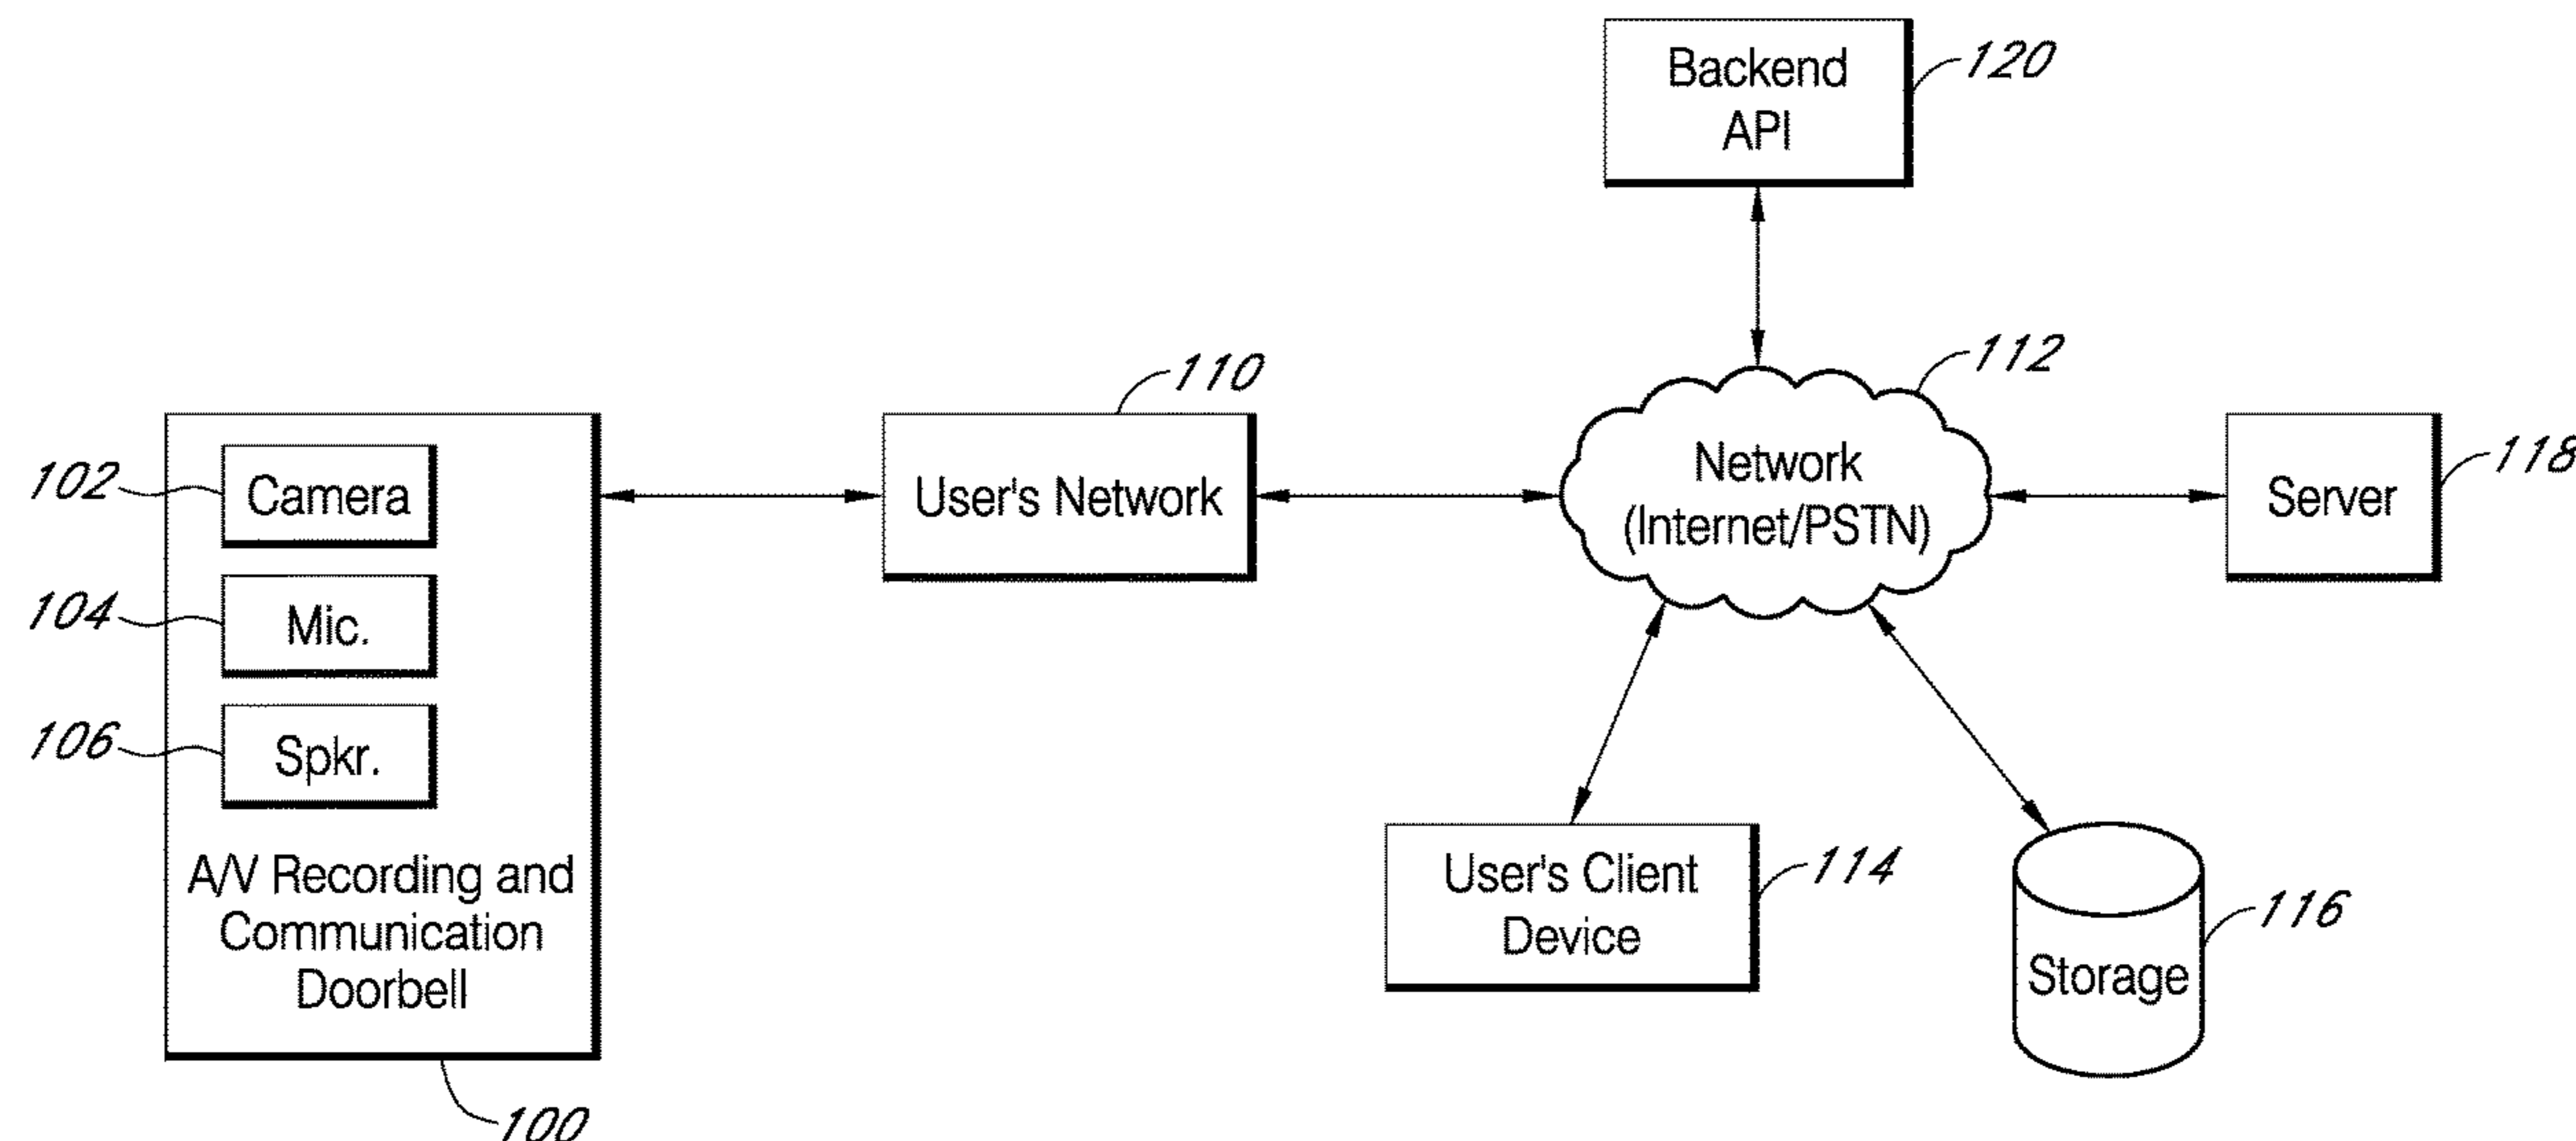 Backend
API
120
110
112
Network
(Internet/PSTN)
102
Camera
User's Network
Server
118
104
Mic.
106
Spkr.
A/V Recording and
Communication
Doorbell
100
User's Client
Device
114
Storage
116